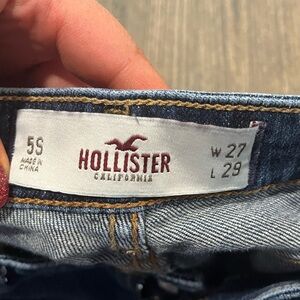 5S
MADE IN
CHINA
HOLLISTER
CALIFORNIA
W 27
L 29